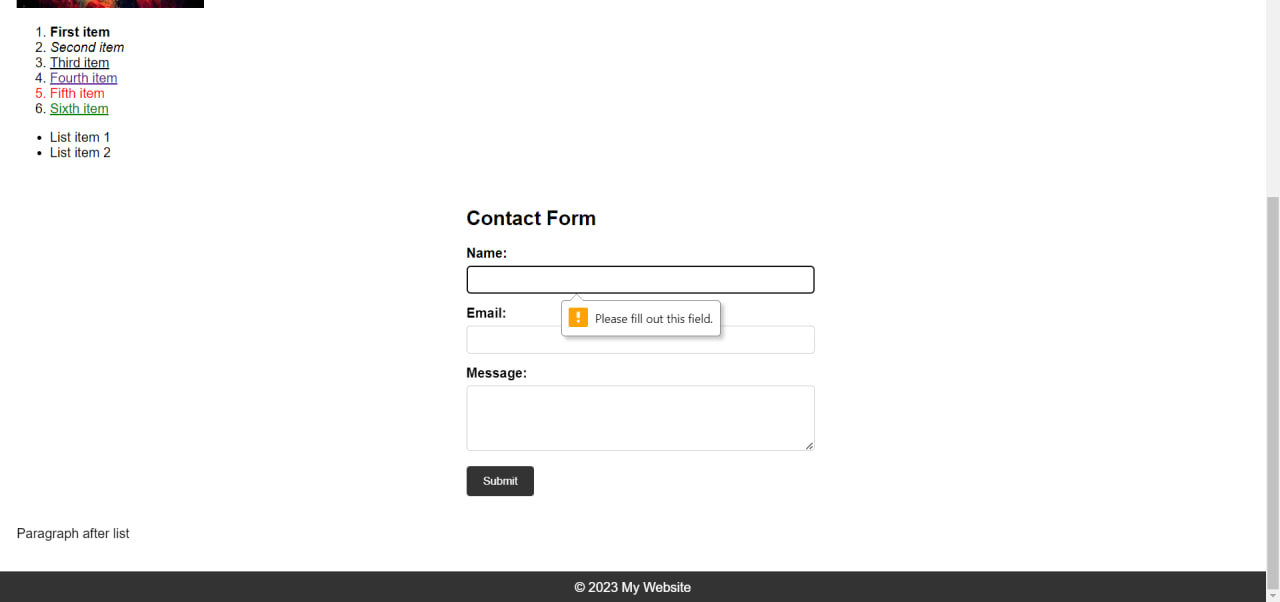 1. First item
2. Second item
3. Third item
4. Fourth item
5. Fifth item
6. Sixth item
• List item 1
• List item 2
Contact Form
Name:
Please fill out this field.
Email:
Message:
Submit
Paragraph after list
© 2023 My Website